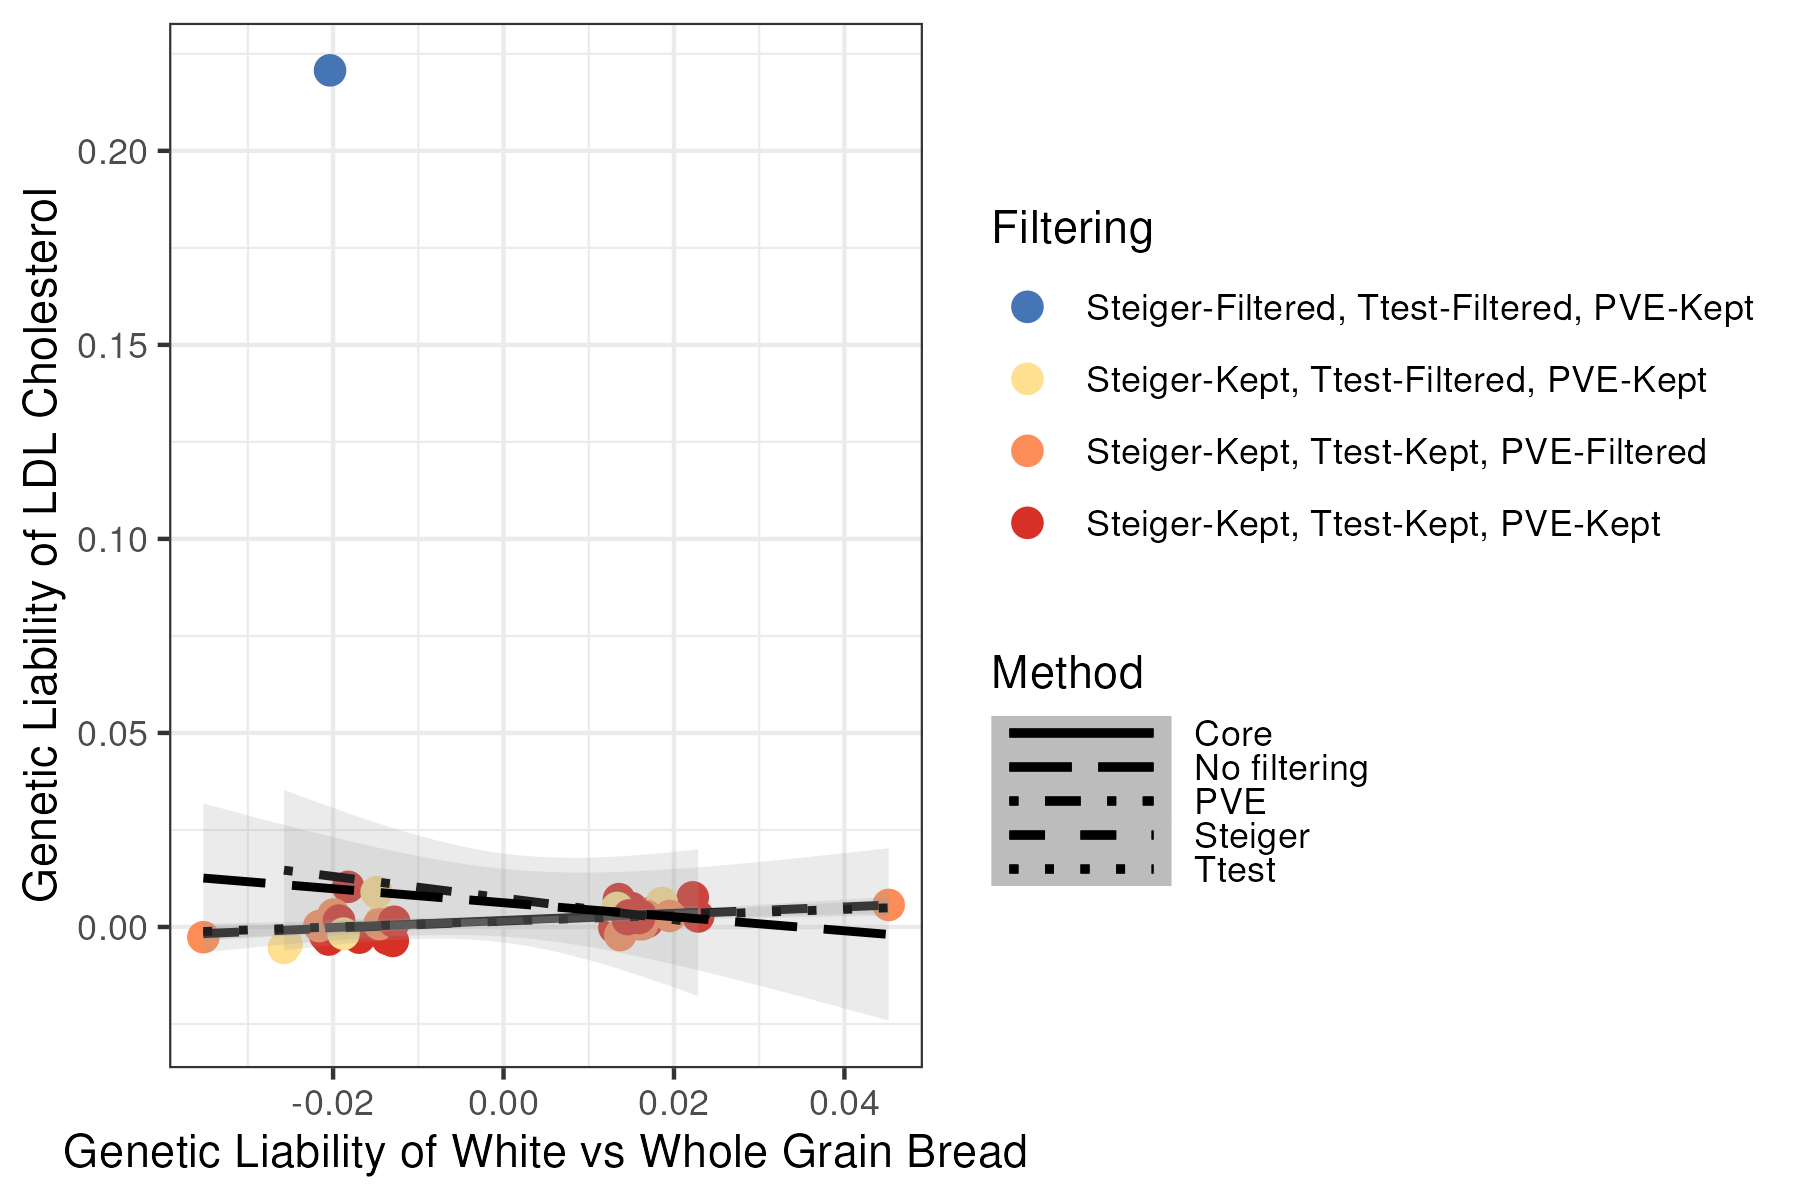 Genetic Liability of LDL Cholesterol
0.20
0.15
0.10
0.05
0.00
-0.02
0.00
0.02
0.04
Genetic Liability of White vs Whole Grain Bread
Filtering
Steiger-Filtered, Ttest-Filtered, PVE-Kept
Steiger-Kept, Ttest-Filtered, PVE-Kept
Steiger-Kept, Ttest-Kept, PVE-Filtered
Steiger-Kept, Ttest-Kept, PVE-Kept
Method
Core
No filtering
PVE
Steiger
Ttest